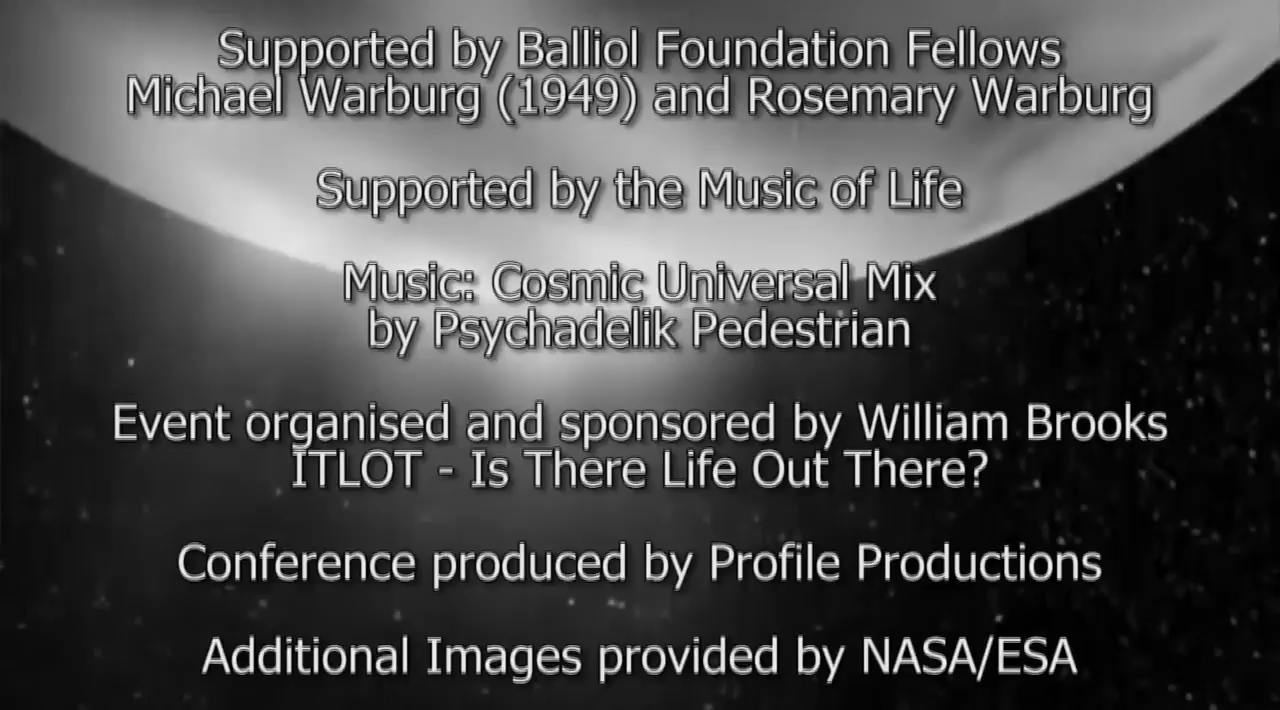 Supported by Balliol Foundation Fellows
Michael Warburg (1949) and Rosemary Warburg
Supported by the Music of Life
Music: Cosmic Universal Mix
by Psychadelik Pedestrian
Event organised and sponsored by William Brooks
ITLOT - Is There Life Out There?
Conference produced by Profile Productions
Additional Images provided by NASA/ESA